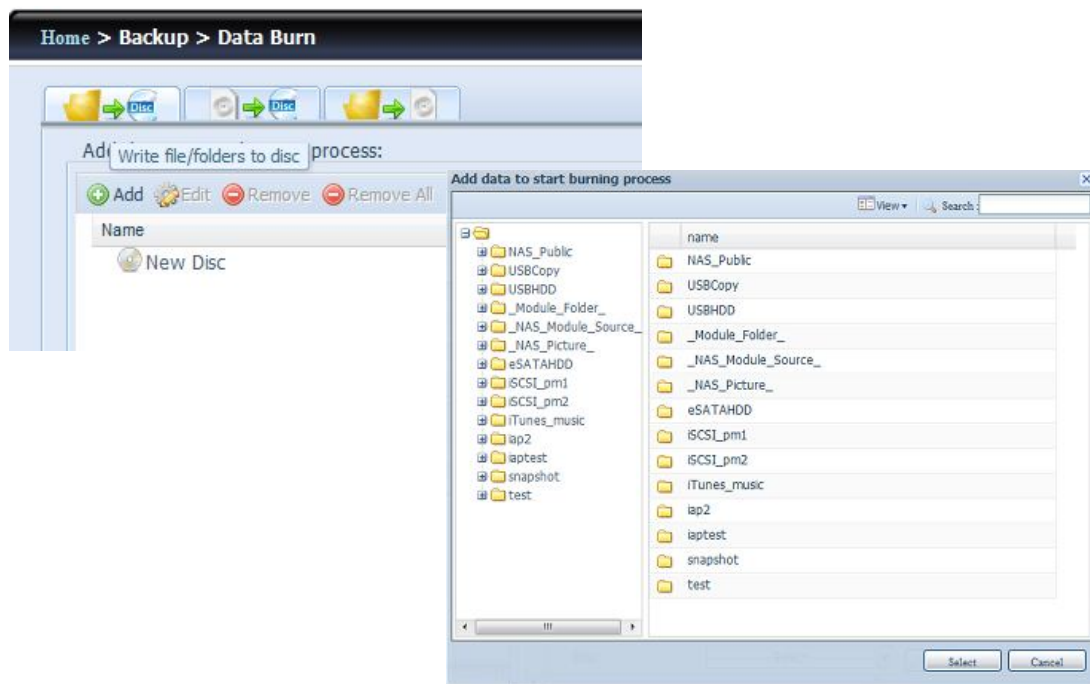 Home > Backup > Data Burn
Disc
Disc
Add
process:
Write file/folders to disc
Add Edit Remove Remove All
Name
New Disc
Add data to start burning process
View Search :
NAS_Public
USBCopy
USBHDD
_Module_Folder_
_NAS_Module_Source_
_NAS_Picture_
eSATAHDD
iSCSI_pm1
iSCSI_pm2
iTunes_music
iap2
iaptest
snapshot
test
name
NAS_Public
USBCopy
USBHDD
_Module_Folder_
_NAS_Module_Source_
_NAS_Picture_
eSATAHDD
iSCSI_pm1
iSCSI_pm2
iTunes_music
iap2
iaptest
snapshot
test
Select Cancel